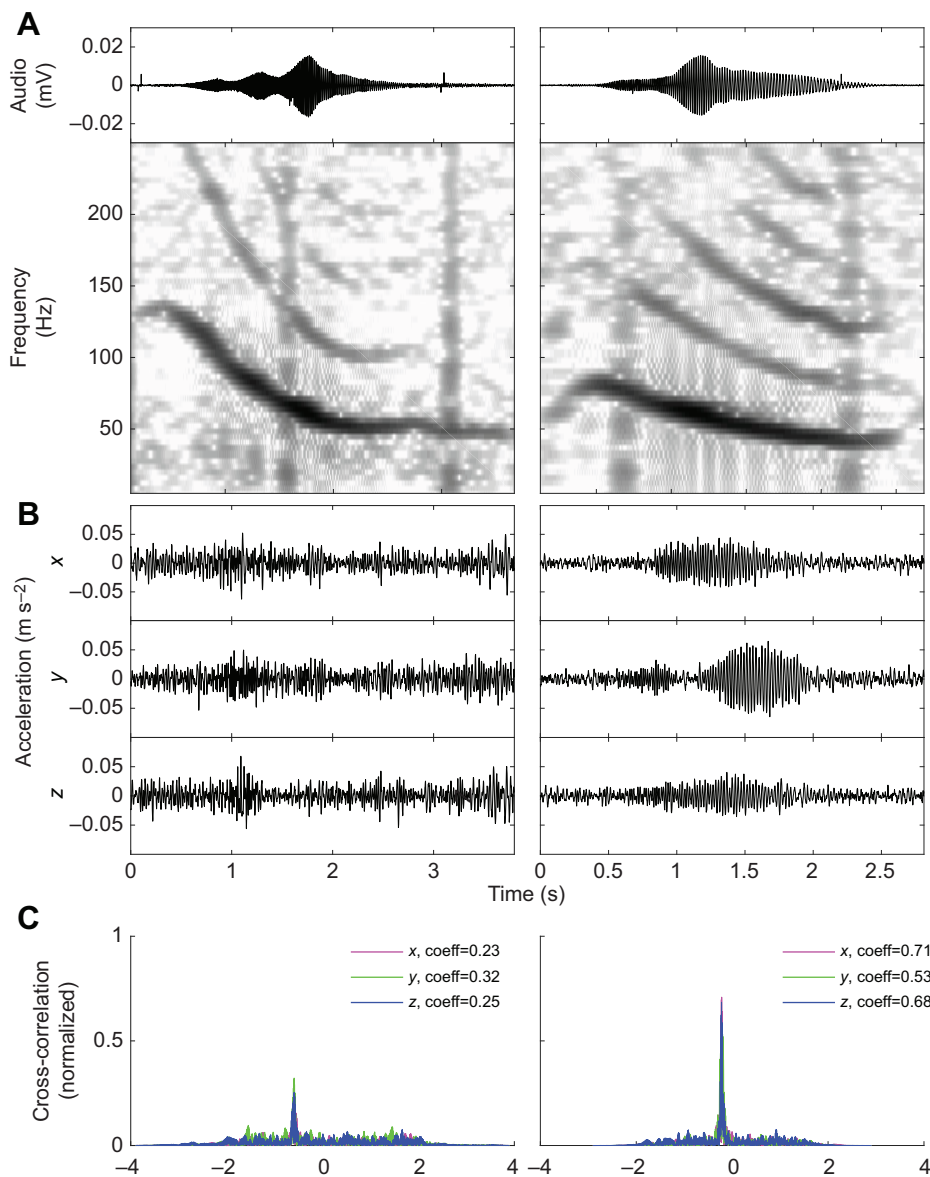 A
Audio
(mV)
0.02
0
–0.02
Frequency
(Hz)
200
150
100
50
B
Acceleration (m s–2)
x
0.05
0
–0.05
y
0.05
0
–0.05
z
0.05
0
–0.05
0 1 2 3
0 0.5 1 1.5 2 2.5
Time (s)
C
Cross-correlation
(normalized)
1
0.5
0
x, coeff=0.23
y, coeff=0.32
z, coeff=0.25
x, coeff=0.71
y, coeff=0.53
z, coeff=0.68
–4 –2 0 2 4
–4 –2 0 2 4